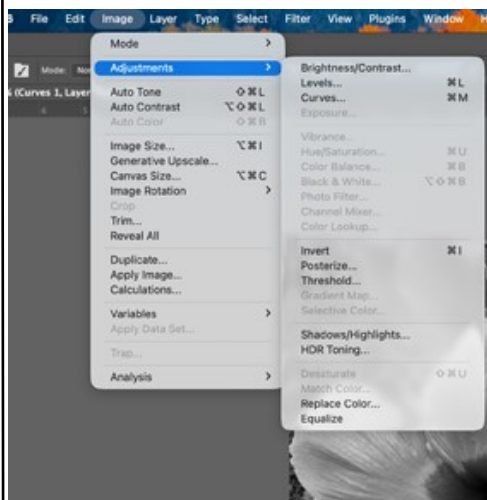 File Edit Image Layer Type Select Filter View Plugins Window
Mode
Adjustments
Auto Tone ⇧⌘L
Auto Contrast ⌥⇧⌘L
Auto Color ⇧⌘B
Image Size... ⌥⌘I
Generative Upscale...
Canvas Size... ⌥⌘C
Image Rotation
Crop
Trim...
Reveal All
Duplicate...
Apply Image...
Calculations...
Variables
Apply Data Set...
Trap...
Analysis
Brightness/Contrast...
Levels... ⌘L
Curves... ⌘M
Exposure...
Vibrance...
Hue/Saturation... ⌘U
Color Balance... ⌘B
Black & White... ⌥⇧⌘B
Photo Filter...
Channel Mixer...
Color Lookup...
Invert ⌘I
Posterize...
Threshold...
Gradient Map...
Selective Color...
Shadows/Highlights...
HDR Toning...
Desaturate ⇧⌘U
Match Color...
Replace Color...
Equalize
Mode:
(Curves 1, Layer
4 5